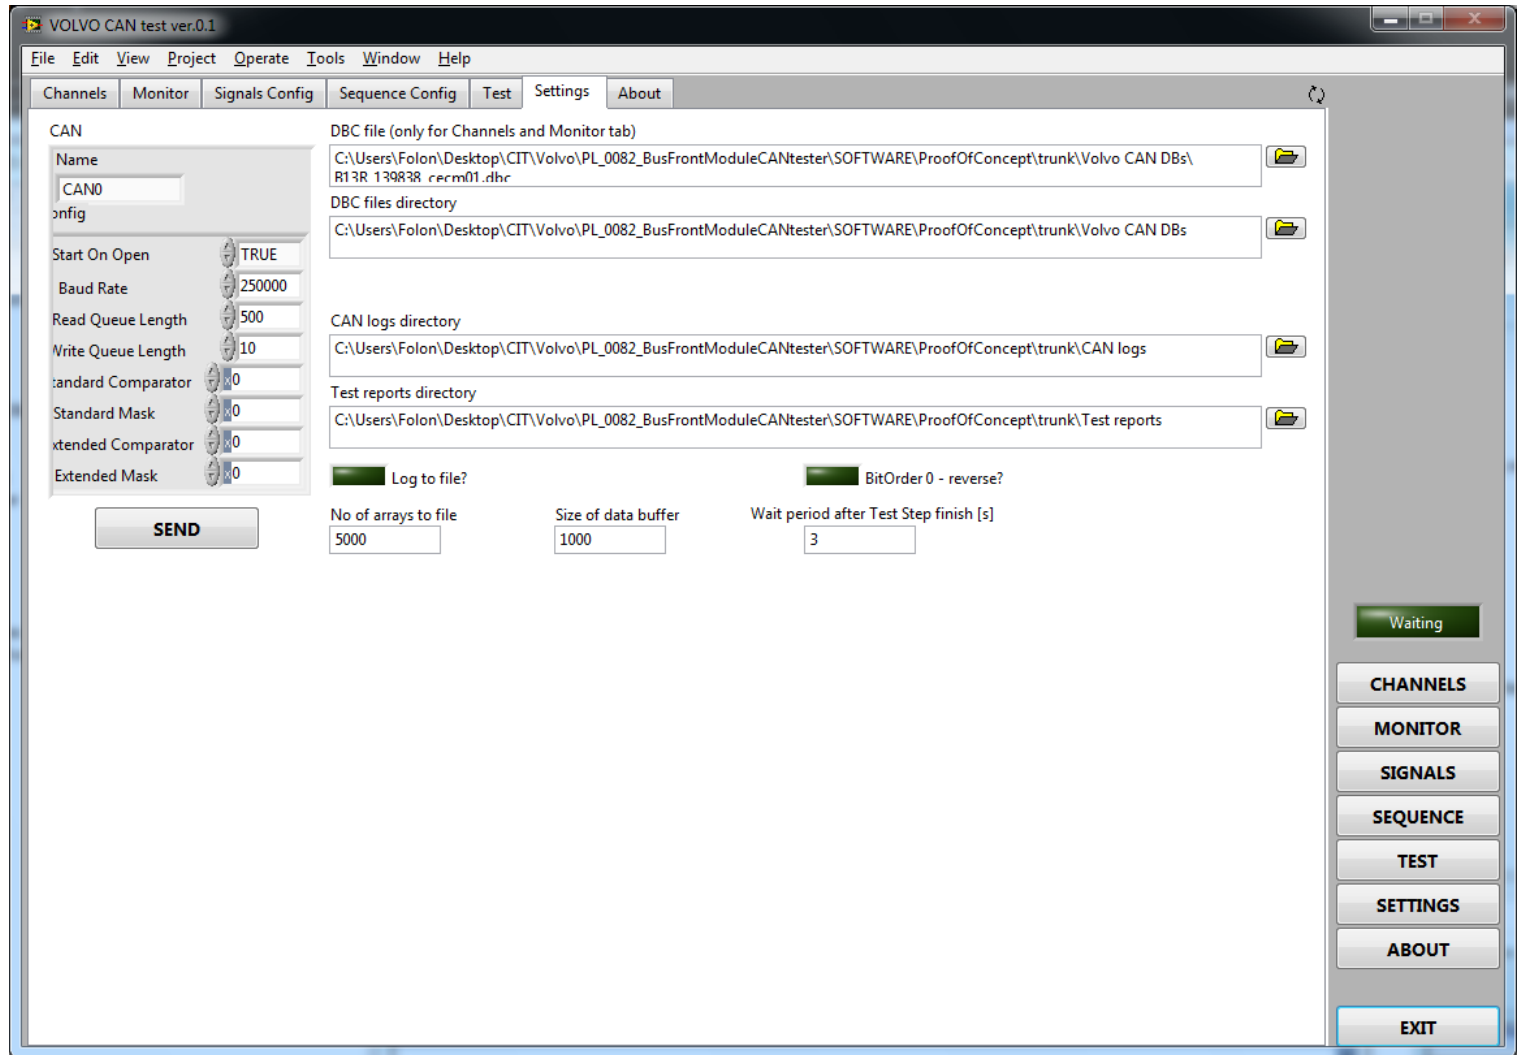 VOLVO CAN test ver.0.1
File Edit View Project Operate Tools Window Help
Channels Monitor Signals Config Sequence Config Test Settings About
CAN
Name
CAN0
onfig
Start On Open TRUE
Baud Rate 250000
Read Queue Length 500
Write Queue Length 10
tandard Comparator x0
Standard Mask x0
xtended Comparator x0
Extended Mask x0
SEND
DBC file (only for Channels and Monitor tab)
C:\Users\Folon\Desktop\CIT\Volvo\PL_0082_BusFrontModuleCANtester\SOFTWARE\ProofOfConcept\trunk\Volvo CAN DBs\
B13R_139838_cecm01.dbc
DBC files directory
C:\Users\Folon\Desktop\CIT\Volvo\PL_0082_BusFrontModuleCANtester\SOFTWARE\ProofOfConcept\trunk\Volvo CAN DBs
CAN logs directory
C:\Users\Folon\Desktop\CIT\Volvo\PL_0082_BusFrontModuleCANtester\SOFTWARE\ProofOfConcept\trunk\CAN logs
Test reports directory
C:\Users\Folon\Desktop\CIT\Volvo\PL_0082_BusFrontModuleCANtester\SOFTWARE\ProofOfConcept\trunk\Test reports
Log to file? BitOrder 0 - reverse?
No of arrays to file Size of data buffer Wait period after Test Step finish [s]
5000 1000 3
Waiting
CHANNELS
MONITOR
SIGNALS
SEQUENCE
TEST
SETTINGS
ABOUT
EXIT